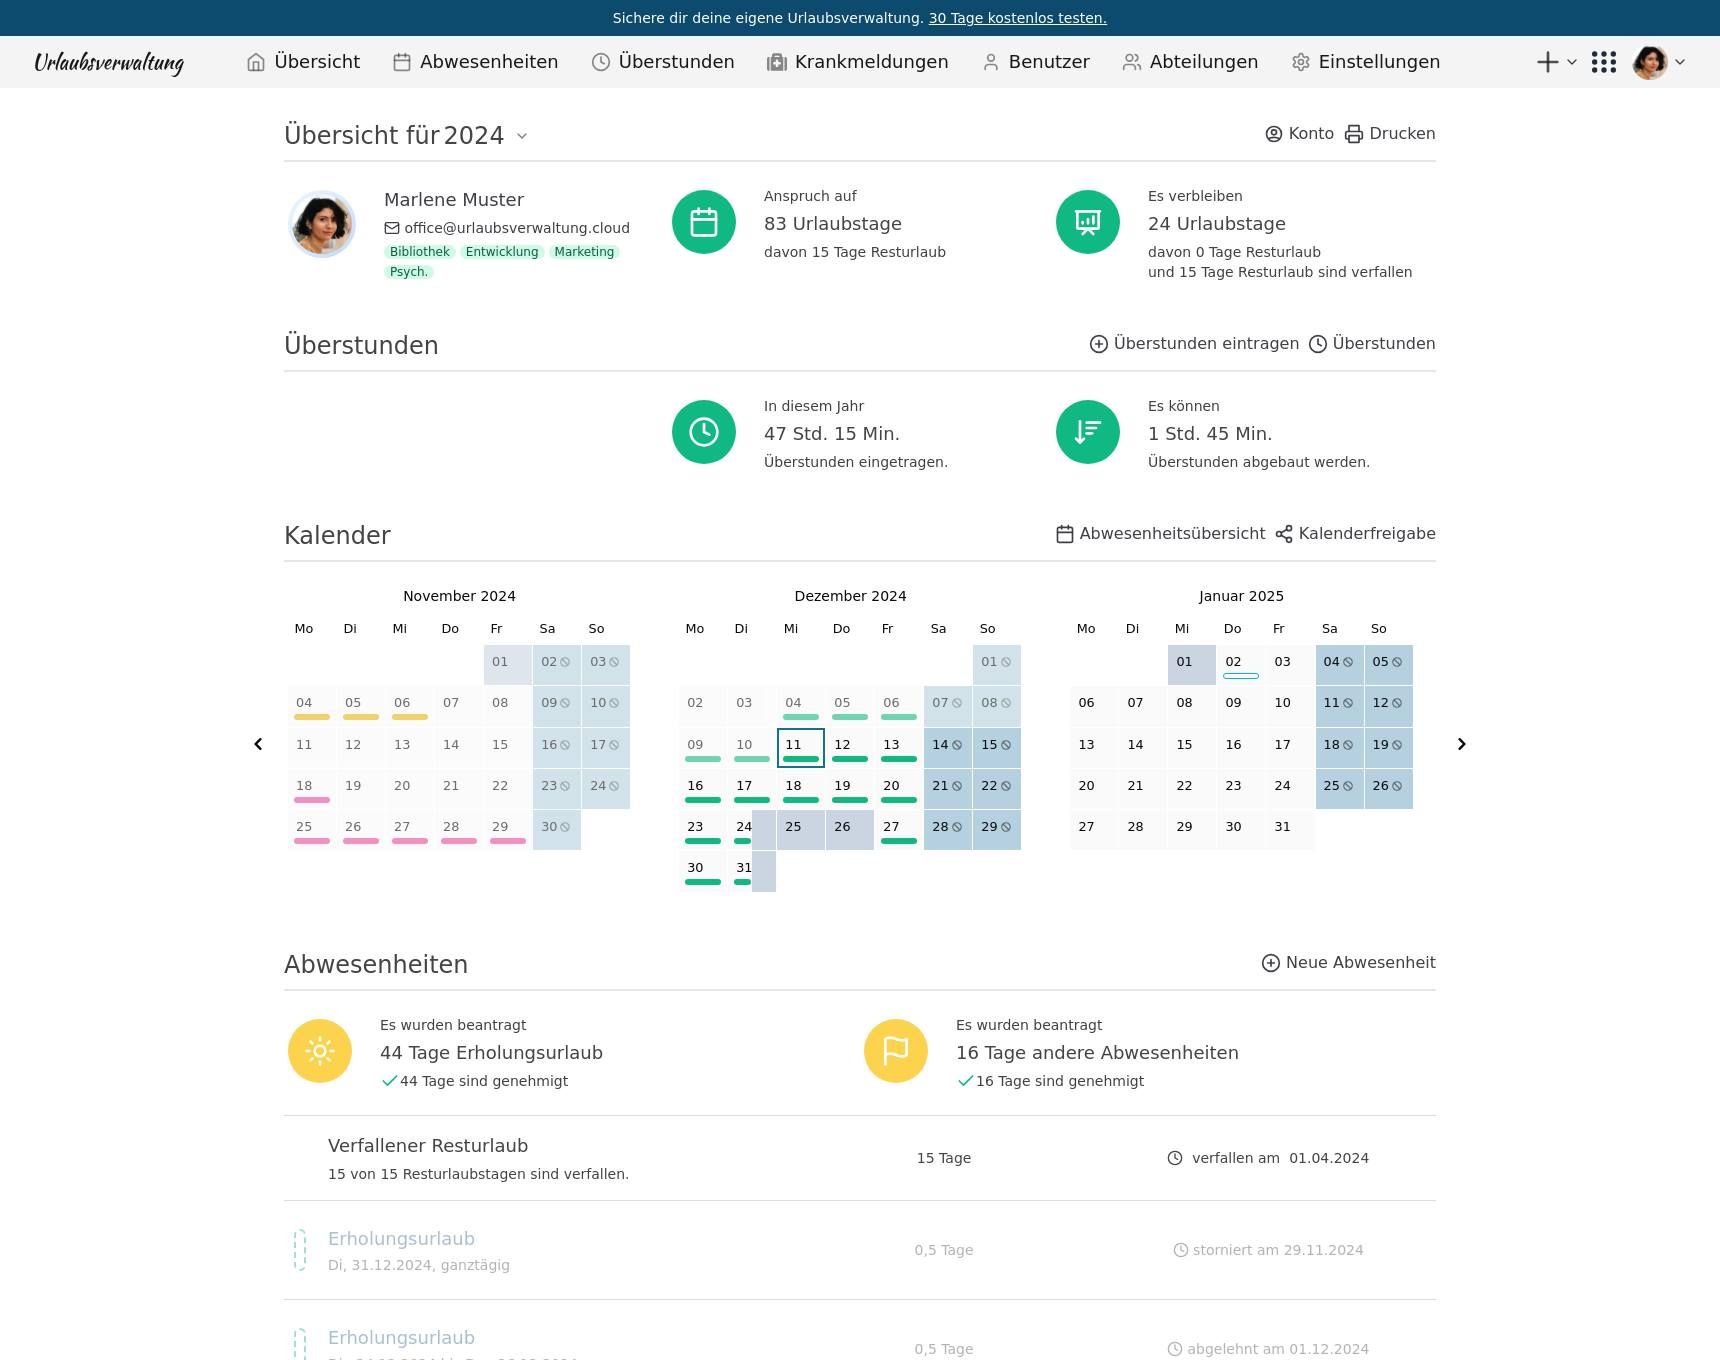 Sichere dir deine eigene Urlaubsverwaltung. 30 Tage kostenlos testen.
Urlaubsverwaltung Übersicht Abwesenheiten Überstunden Krankmeldungen Benutzer Abteilungen Einstellungen
Übersicht für 2024 Konto Drucken
Marlene Muster
office@urlaubsverwaltung.cloud
Bibliothek Entwicklung Marketing
Psych.
Anspruch auf
83 Urlaubstage
davon 15 Tage Resturlaub
Es verbleiben
24 Urlaubstage
davon 0 Tage Resturlaub
und 15 Tage Resturlaub sind verfallen
Überstunden Überstunden eintragen Überstunden
In diesem Jahr
47 Std. 15 Min.
Überstunden eingetragen.
Es können
1 Std. 45 Min.
Überstunden abgebaut werden.
Kalender Abwesenheitsübersicht Kalenderfreigabe
November 2024
Mo Di Mi Do Fr Sa So
01 02 03
04 05 06 07 08 09 10
11 12 13 14 15 16 17
18 19 20 21 22 23 24
25 26 27 28 29 30
Dezember 2024
Mo Di Mi Do Fr Sa So
01
02 03 04 05 06 07 08
09 10 11 12 13 14 15
16 17 18 19 20 21 22
23 24 25 26 27 28 29
30 31
Januar 2025
Mo Di Mi Do Fr Sa So
01 02 03 04 05
06 07 08 09 10 11 12
13 14 15 16 17 18 19
20 21 22 23 24 25 26
27 28 29 30 31
Abwesenheiten Neue Abwesenheit
Es wurden beantragt
44 Tage Erholungsurlaub
44 Tage sind genehmigt
Es wurden beantragt
16 Tage andere Abwesenheiten
16 Tage sind genehmigt
Verfallener Resturlaub
15 von 15 Resturlaubstagen sind verfallen.
15 Tage
verfallen am 01.04.2024
Erholungsurlaub
Di, 31.12.2024, ganztägig
0,5 Tage
storniert am 29.11.2024
Erholungsurlaub
0,5 Tage
abgelehnt am 01.12.2024